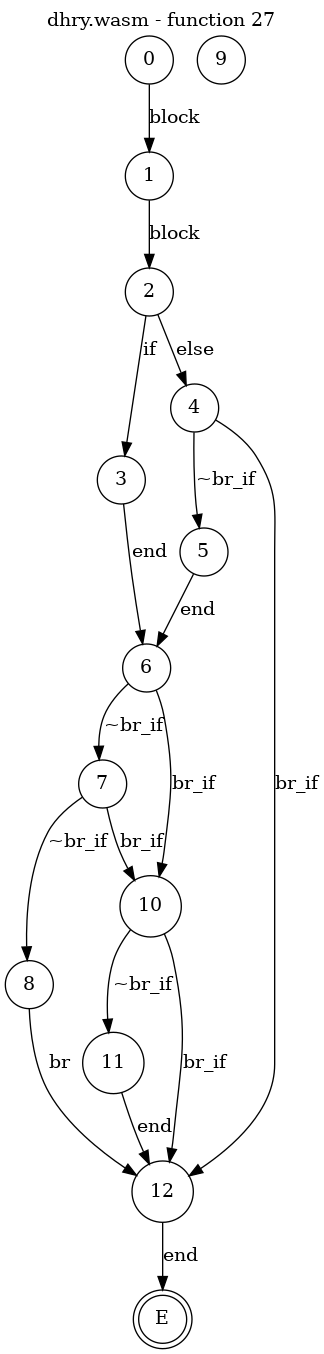 dhry.wasm - function 27
0
9
block
1
block
2
if
else
4
3
~br_if
end
5
end
6
~br_if
br_if
br_if
7
~br_if
br_if
10
8
~br_if
11
br
br_if
end
12
end
E